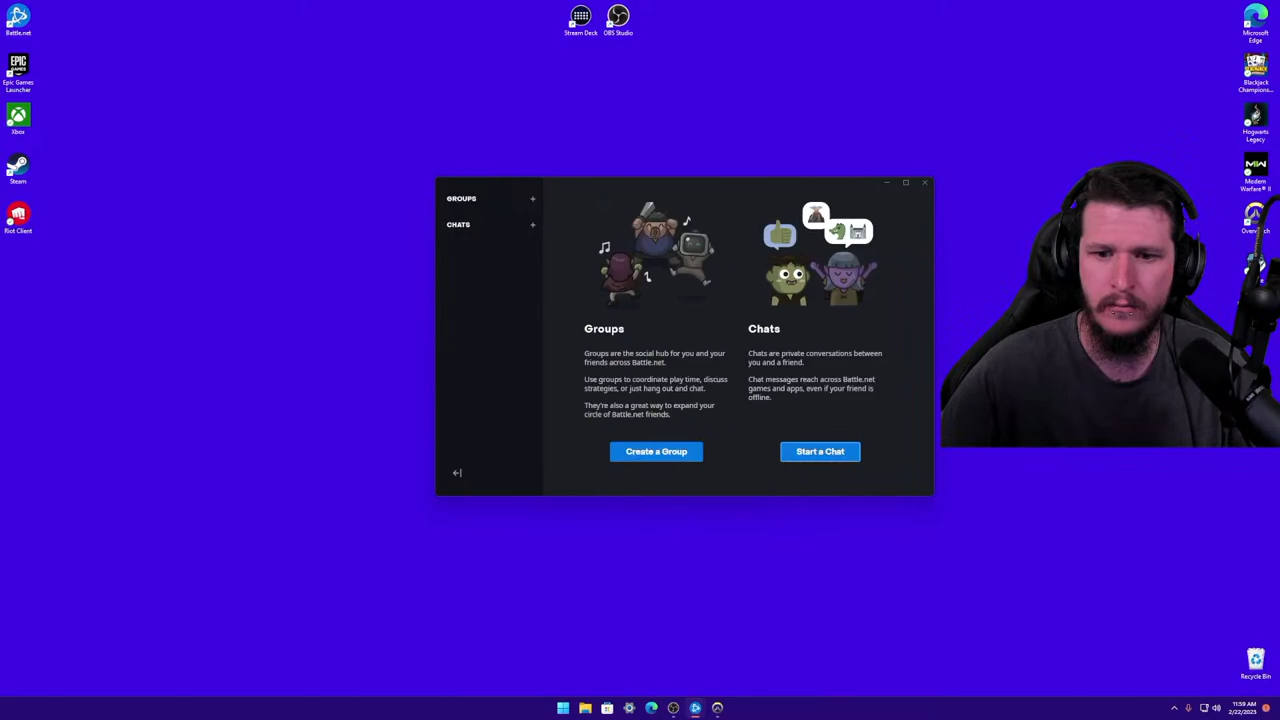 Battle.net
Epic Games
Launcher
Xbox
Steam
Riot Client
Stream Deck
OBS Studio
Microsoft
Edge
Blackjack
Champions...
Hogwarts
Legacy
Modern
Warfare® II
GROUPS +
CHATS +
Groups
Groups are the social hub for you and your
friends across Battle.net.
Use groups to coordinate play time, discuss
strategies, or just hang out and chat.
They're also a great way to expand your
circle of Battle.net friends.
Create a Group
Chats
Chats are private conversations between
you and a friend.
Chat messages reach across Battle.net
games and apps, even if your friend is
offline.
Start a Chat
Recycle Bin
11:59 AM
2/22/2023